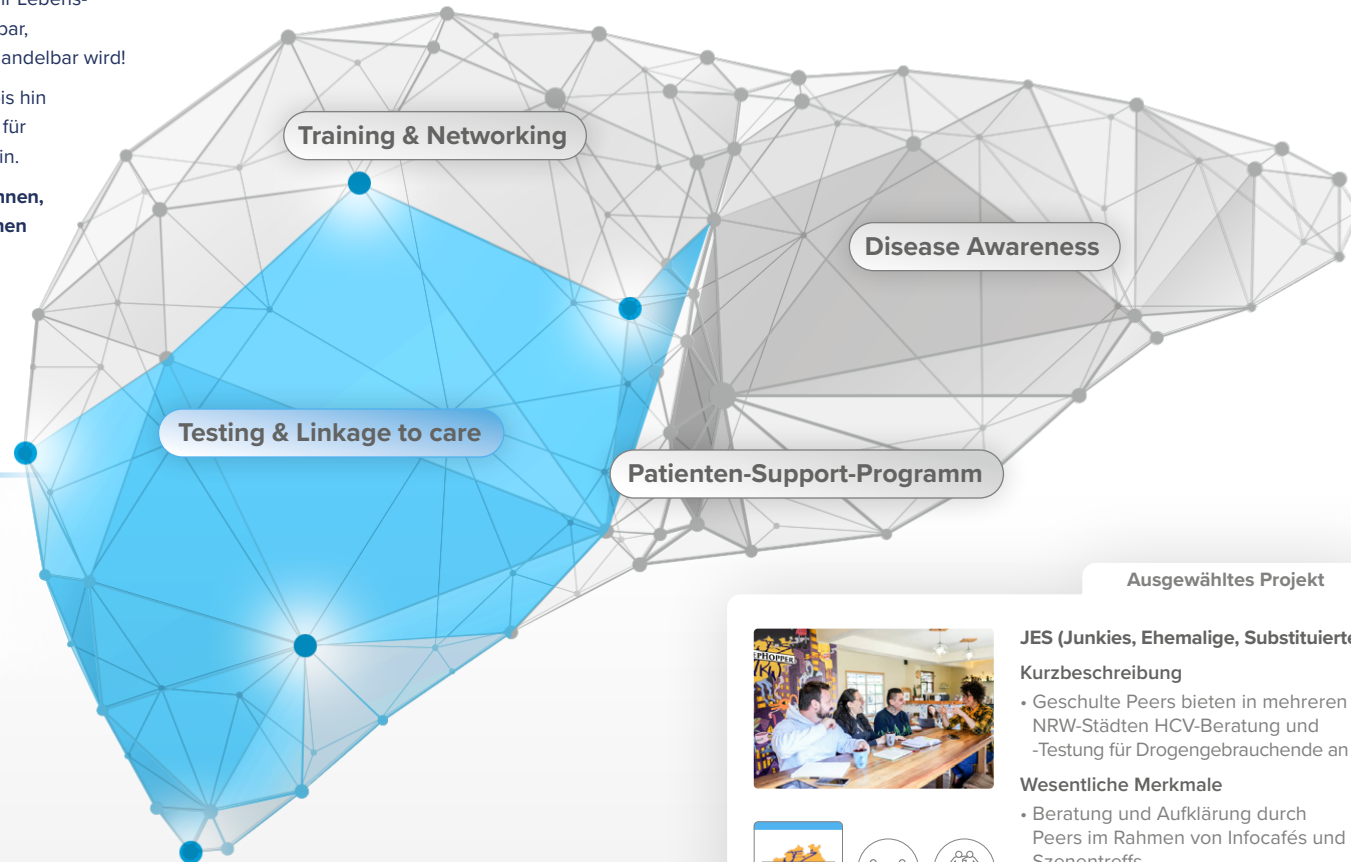 bar,
andelbar wird!
is hin
für
in.
nnen,
nen
Training & Networking
Disease Awareness
Testing & Linkage to care
Patienten-Support-Programm
Ausgewähltes Projekt
JES (Junkies, Ehemalige, Substituierte
Kurzbeschreibung
• Geschulte Peers bieten in mehreren
NRW-Städten HCV-Beratung und
-Testung für Drogengebrauchende an
Wesentliche Merkmale
• Beratung und Aufklärung durch
Peers im Rahmen von Infocafés und
Szenentreffs